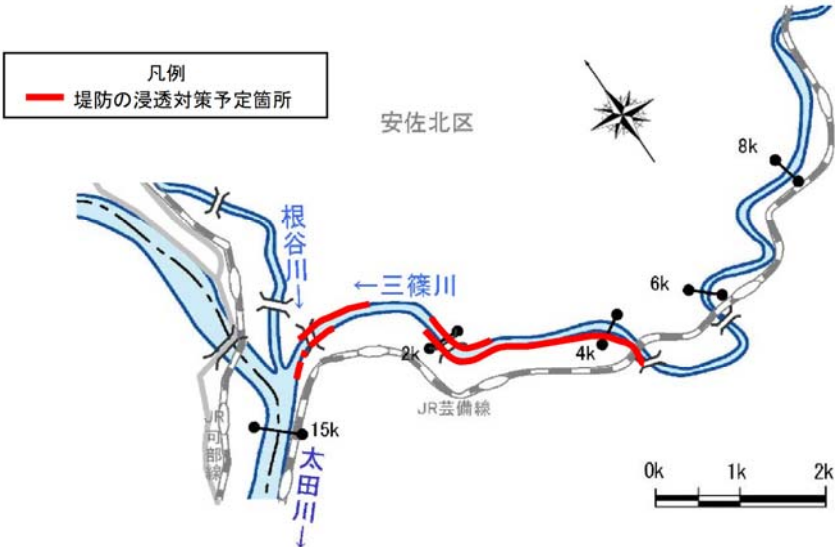 凡例
堤防の浸透対策予定箇所
安佐北区
8k
根谷川↓
←三篠川
6k
2k
4k
JR芸備線
JR可部線
15k
太田川↓
0k 1k 2k